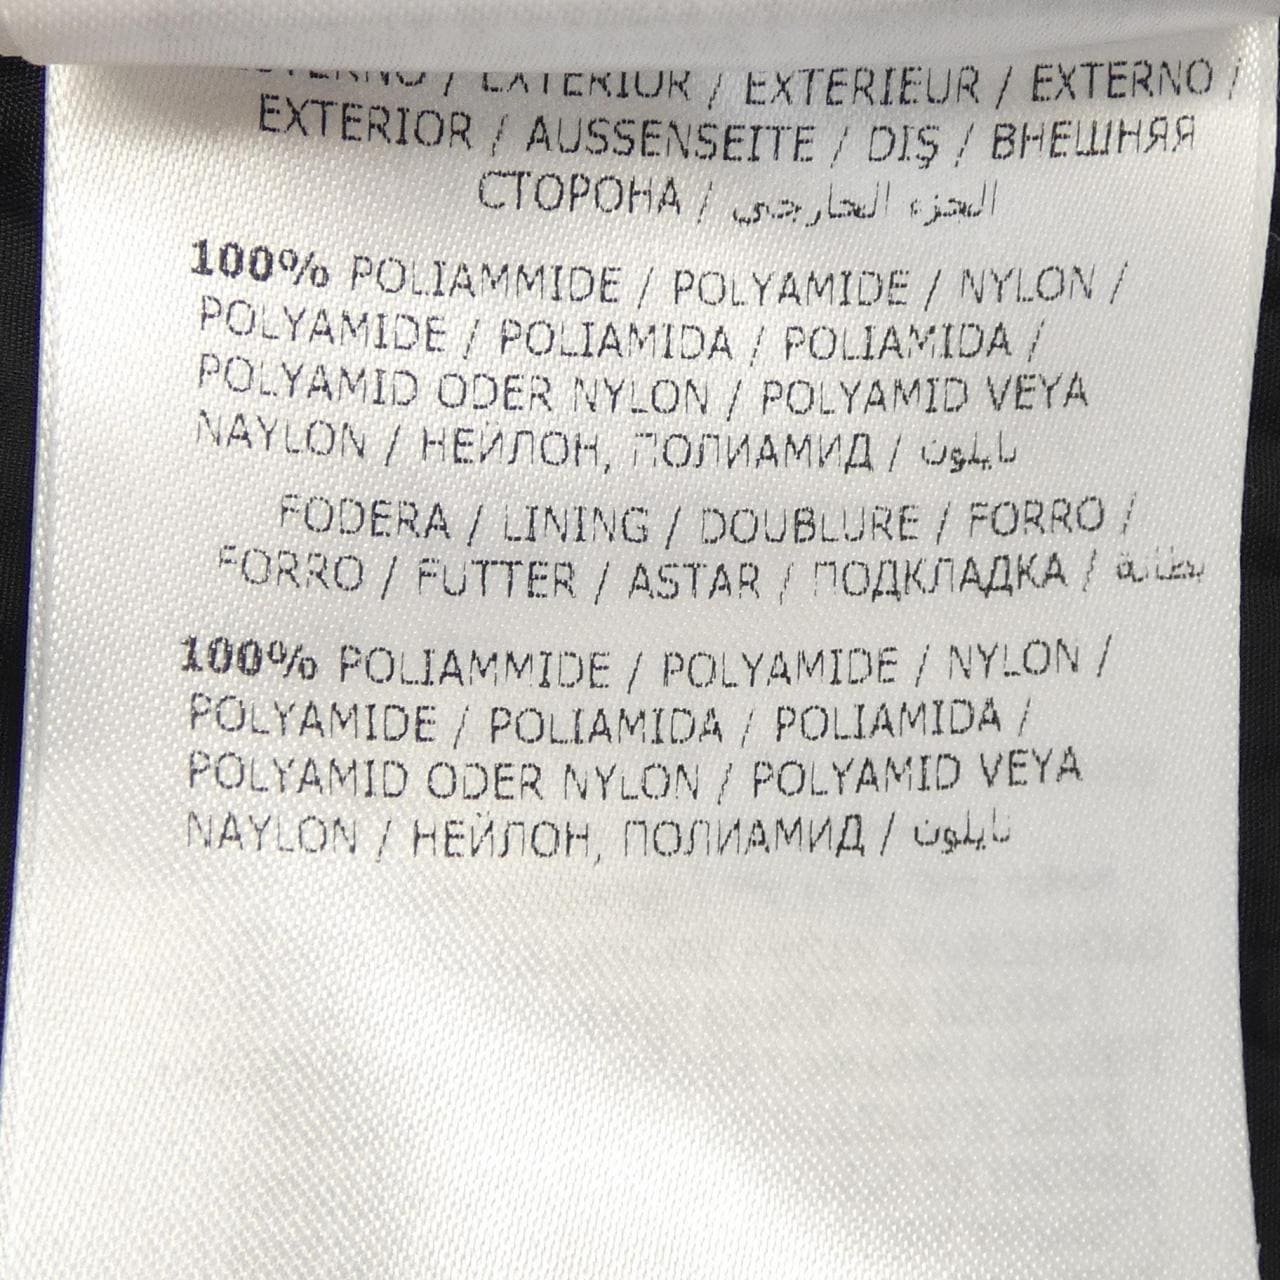 ESTERNO / EXTERIOR / EXTERIEUR / EXTERNO /
EXTERIOR / AUSSENSEITE / DIŞ / ВНЕШНЯЯ
СТОРОНА / الجزء الخارجي
100% POLIAMMIDE / POLYAMIDE / NYLON /
POLYAMIDE / POLIAMIDA / POLIAMIDA /
POLYAMID ODER NYLON / POLYAMID VEYA
NAYLON / НЕЙЛОН, ПОЛИАМИД / نايلون
FODERA / LINING / DOUBLURE / FORRO /
FORRO / FUTTER / ASTAR / ПОДКЛАДКА / بطانة
100% POLIAMMIDE / POLYAMIDE / NYLON /
POLYAMIDE / POLIAMIDA / POLIAMIDA /
POLYAMID ODER NYLON / POLYAMID VEYA
NAYLON / НЕЙЛОН, ПОЛИАМИД / نايلون